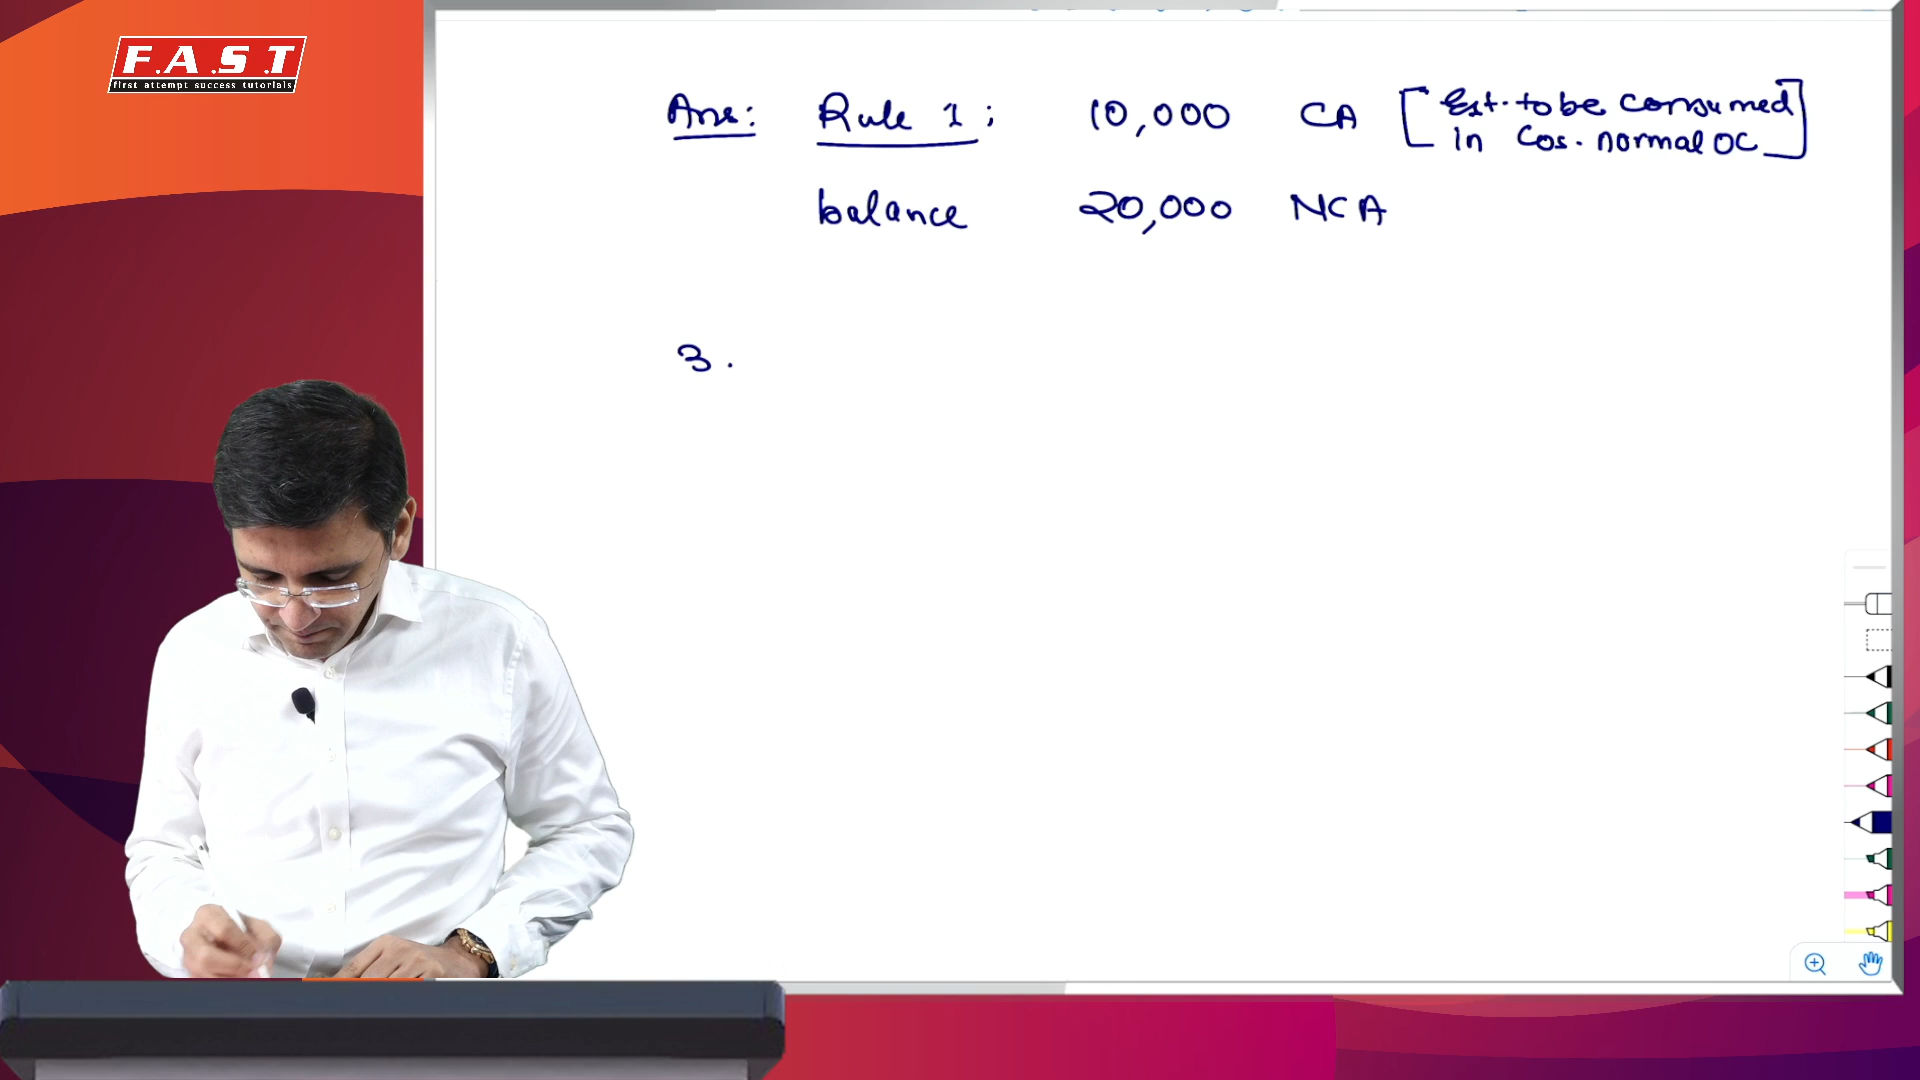 F.A.S.T
first attempt success tutorials
Ans: Rule 1: 10,000 CA [Est. to be consumed
in Cos. normal OC]
balance 20,000 NCA
3.